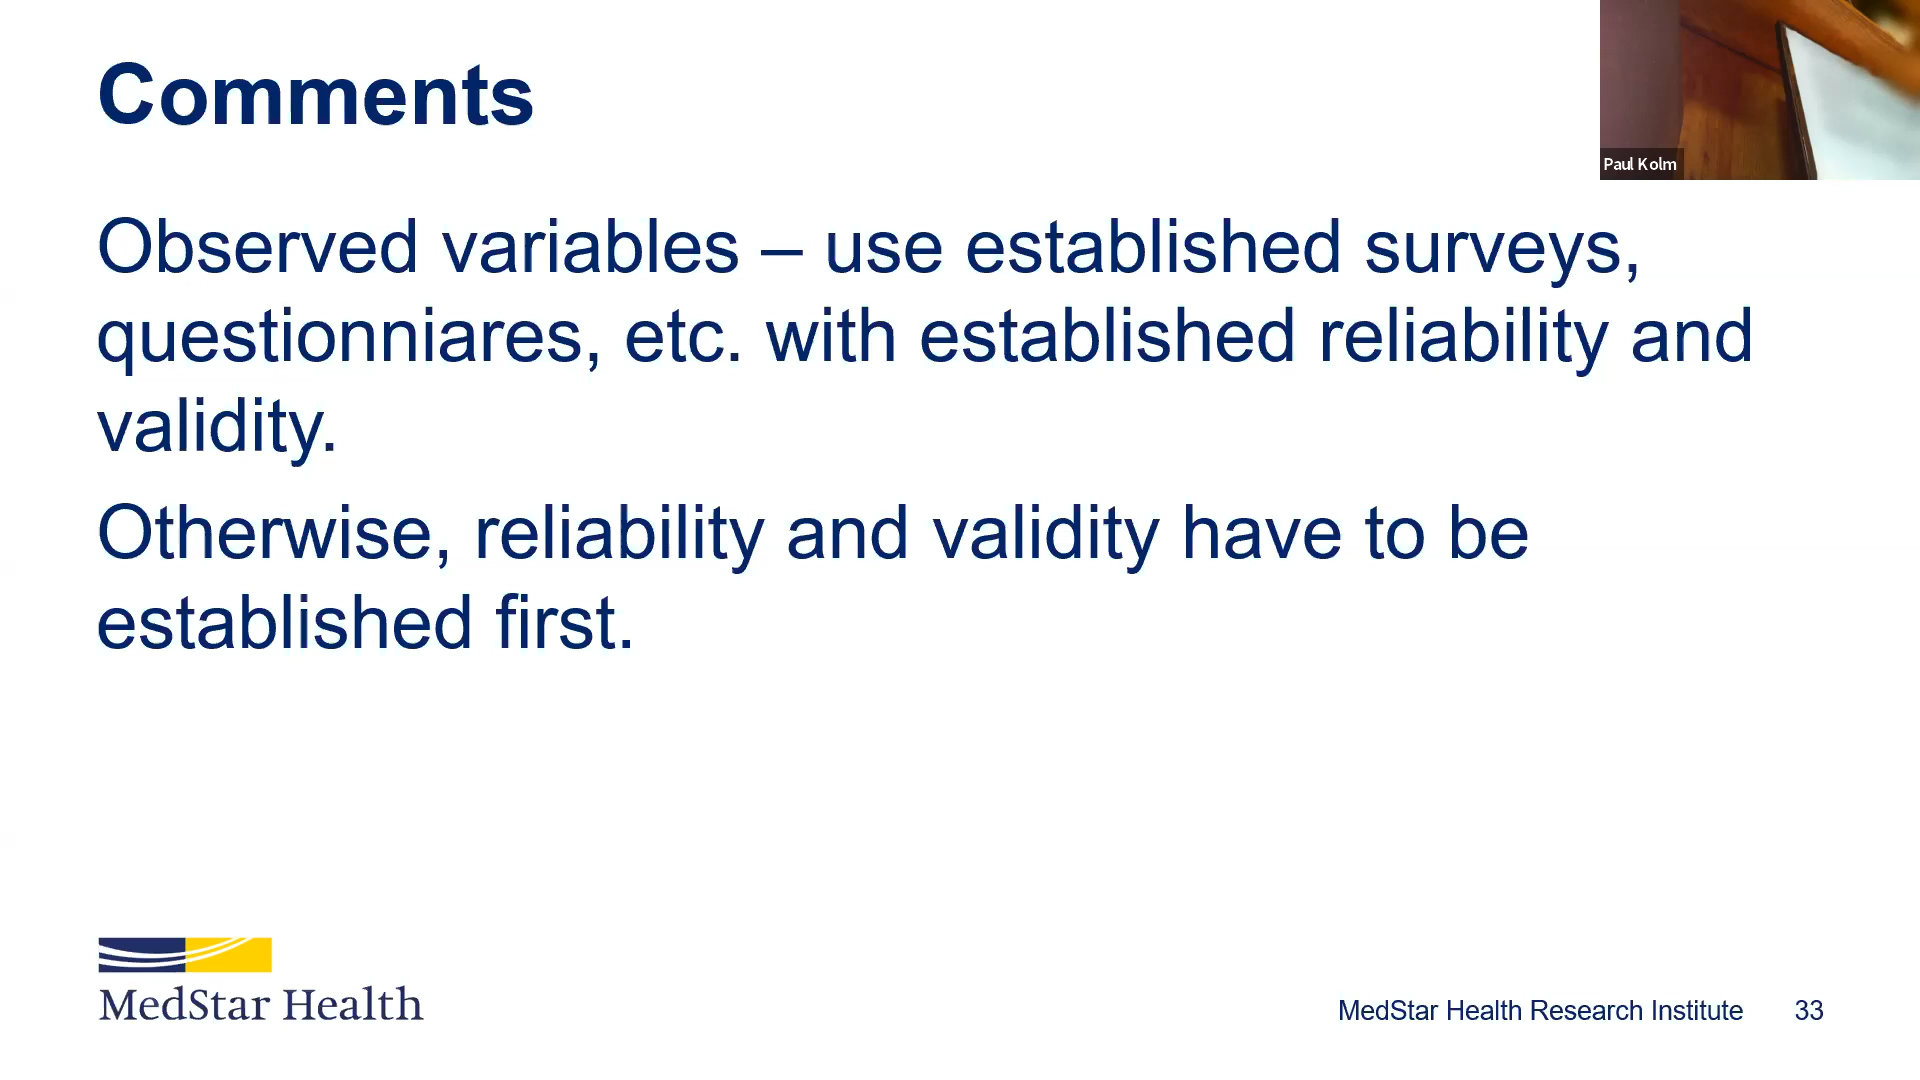 Comments
Paul Kolm
Observed variables – use established surveys,
questionniares, etc. with established reliability and
validity.
Otherwise, reliability and validity have to be
established first.
MedStar Health
MedStar Health Research Institute 33